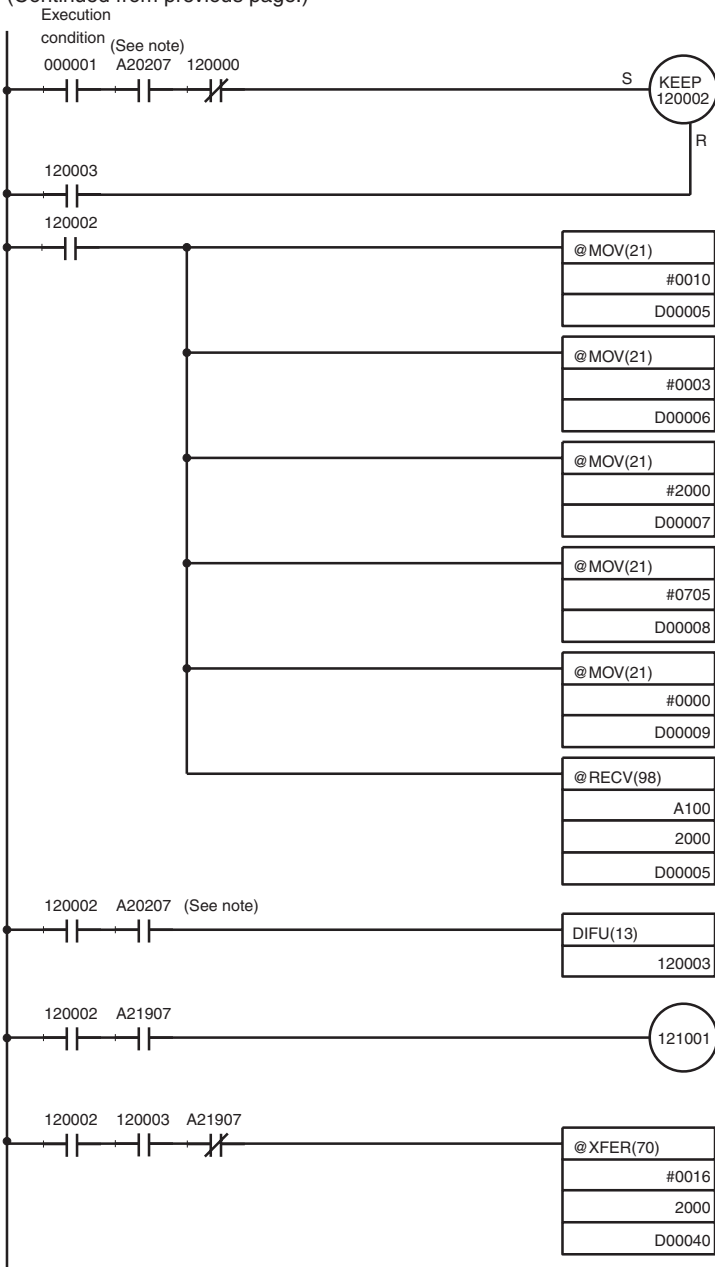 (Continued from previous page.)
Execution
condition (See note)
000001 A20207 120000
S
KEEP
120002
R
120003
120002
@MOV(21)
#0010
D00005
@MOV(21)
#0003
D00006
@MOV(21)
#2000
D00007
@MOV(21)
#0705
D00008
@MOV(21)
#0000
D00009
@RECV(98)
A100
2000
D00005
120002 A20207 (See note)
DIFU(13)
120003
120002 A21907
121001
120002 120003 A21907
@XFER(70)
#0016
2000
D00040